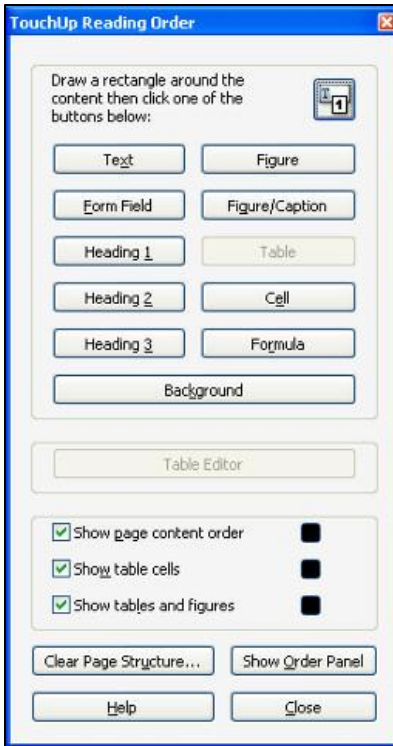 TouchUp Reading Order
Draw a rectangle around the
content then click one of the
buttons below:
1
Text Figure
Form Field Figure/Caption
Heading 1 Table
Heading 2 Cell
Heading 3 Formula
Background
Table Editor
Show page content order
Show table cells
Show tables and figures
Clear Page Structure... Show Order Panel
Help Close